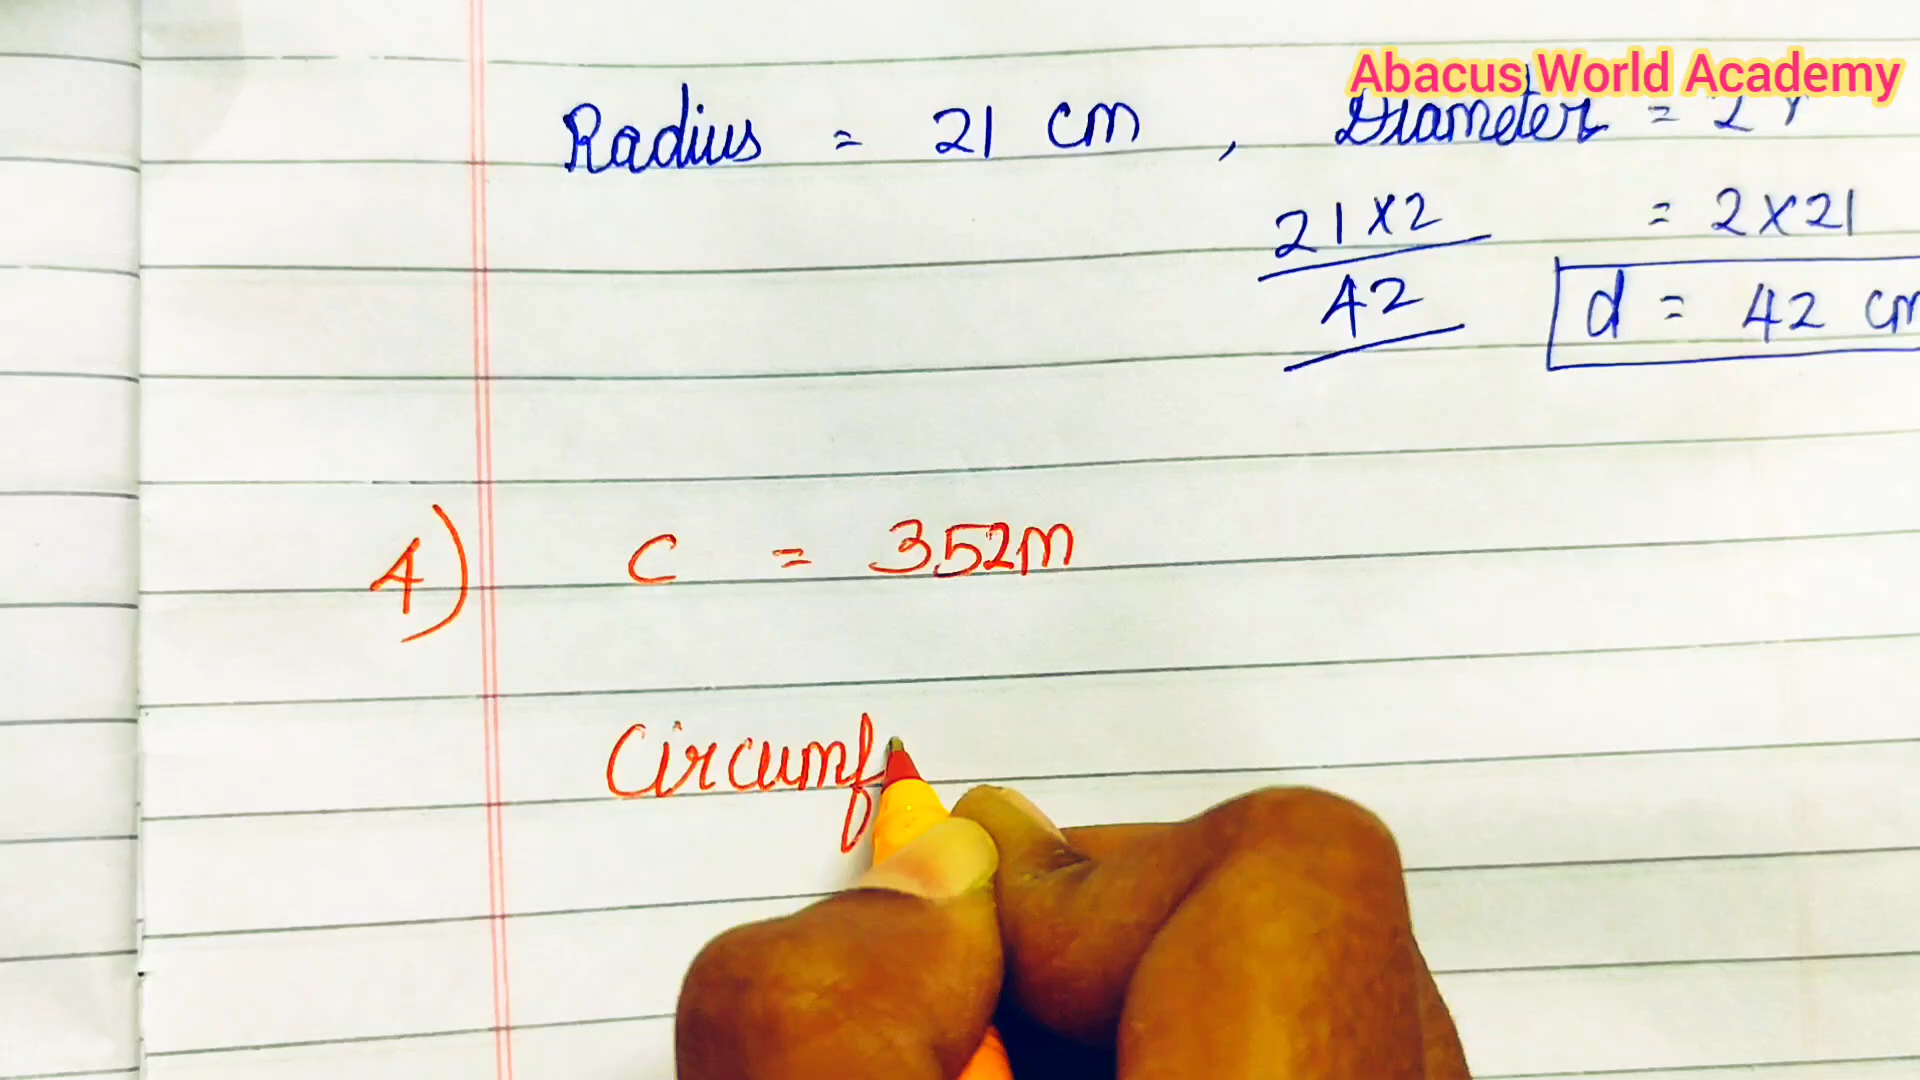 Abacus World Academy
Radius = 21 cm , Diameter = 2r
21 x 2 = 2 x 21
42 d = 42 cm
4) C = 352m
Circumf